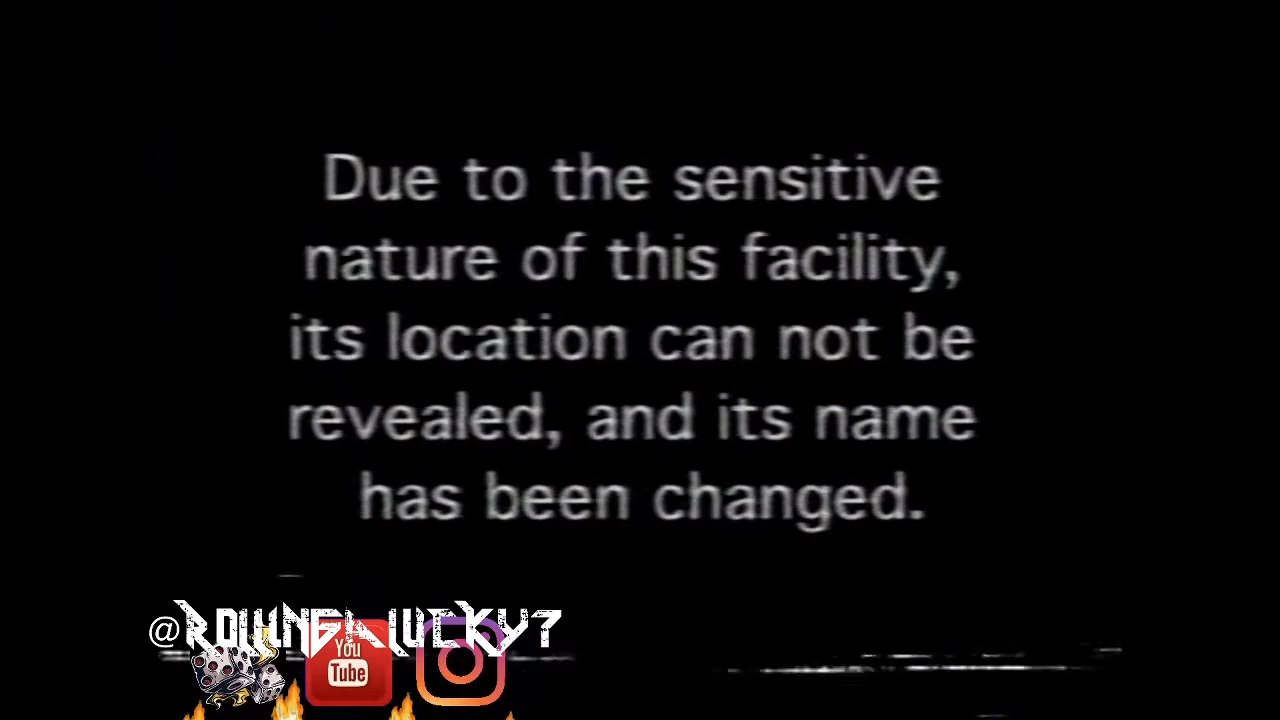 Due to the sensitive
nature of this facility,
its location can not be
revealed, and its name
has been changed.
@ROLLINGALUCKY7
You
Tube